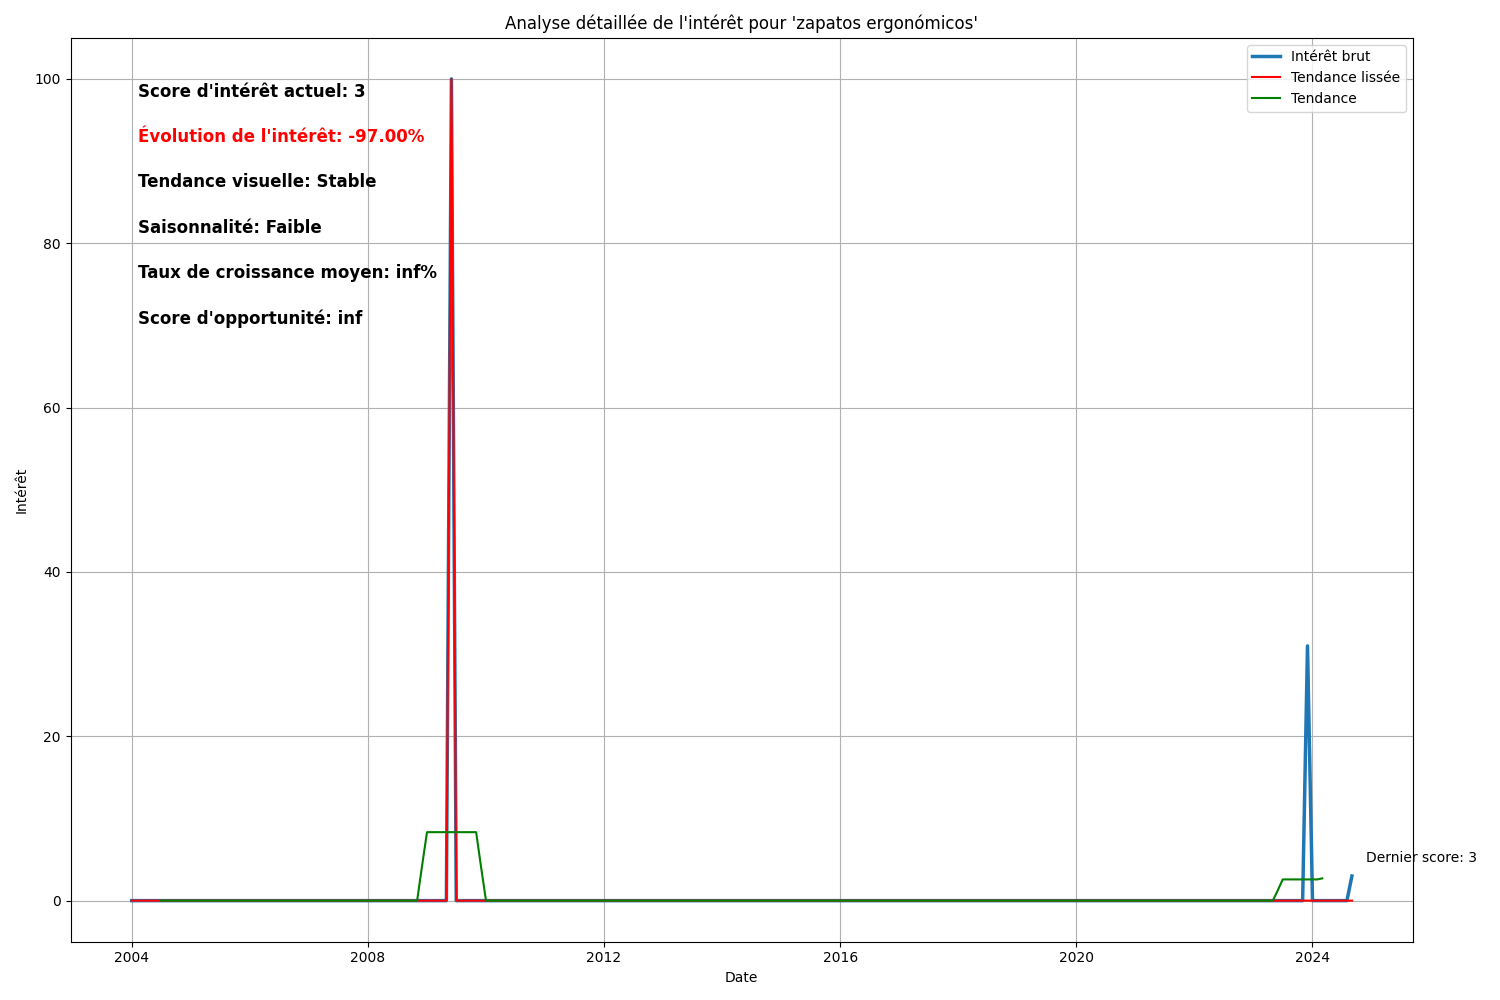 Analyse détaillée de l'intérêt pour 'zapatos ergonómicos'
Intérêt brut
Tendance lissée
Tendance
Score d'intérêt actuel: 3
Évolution de l'intérêt: -97.00%
Tendance visuelle: Stable
Saisonnalité: Faible
Taux de croissance moyen: inf%
Score d'opportunité: inf
Dernier score: 3
Intérêt
100
80
60
40
20
0
2004 2008 2012 2016 2020 2024
Date